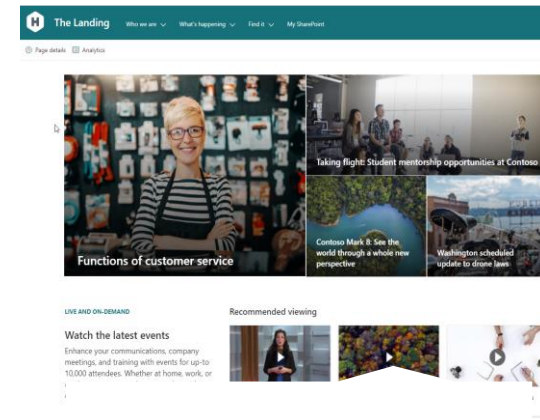 H
The Landing
Who we are
What's happening
Find it
My SharePoint
Page details
Analytics
Functions of customer service
Taking flight: Student mentorship opportunities at Contoso
Contoso Mark 8: See the
world through a whole new
perspective
Washington scheduled
update to drone laws
LIVE AND ON-DEMAND
Watch the latest events
Enhance your communications, company
meetings, and training with events for up-to
10,000 attendees. Whether at home, work, or
Recommended viewing